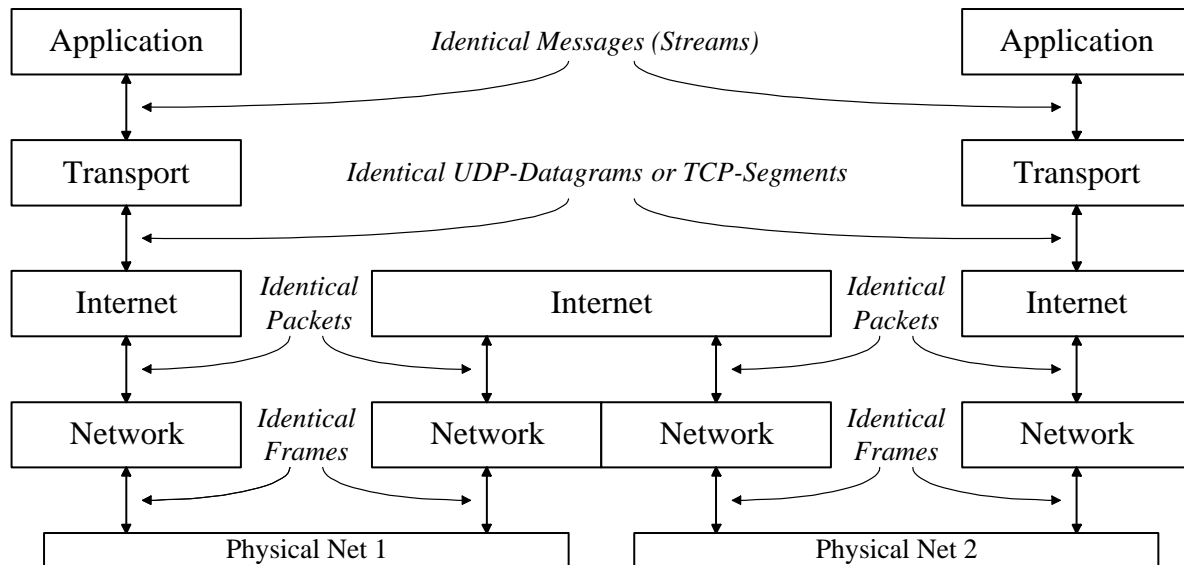 Application
Identical Messages (Streams)
Application
Transport
Identical UDP-Datagrams or TCP-Segments
Transport
Internet
Identical
Packets
Internet
Identical
Packets
Internet
Network
Identical
Frames
Network
Network
Identical
Frames
Network
Physical Net 1
Physical Net 2